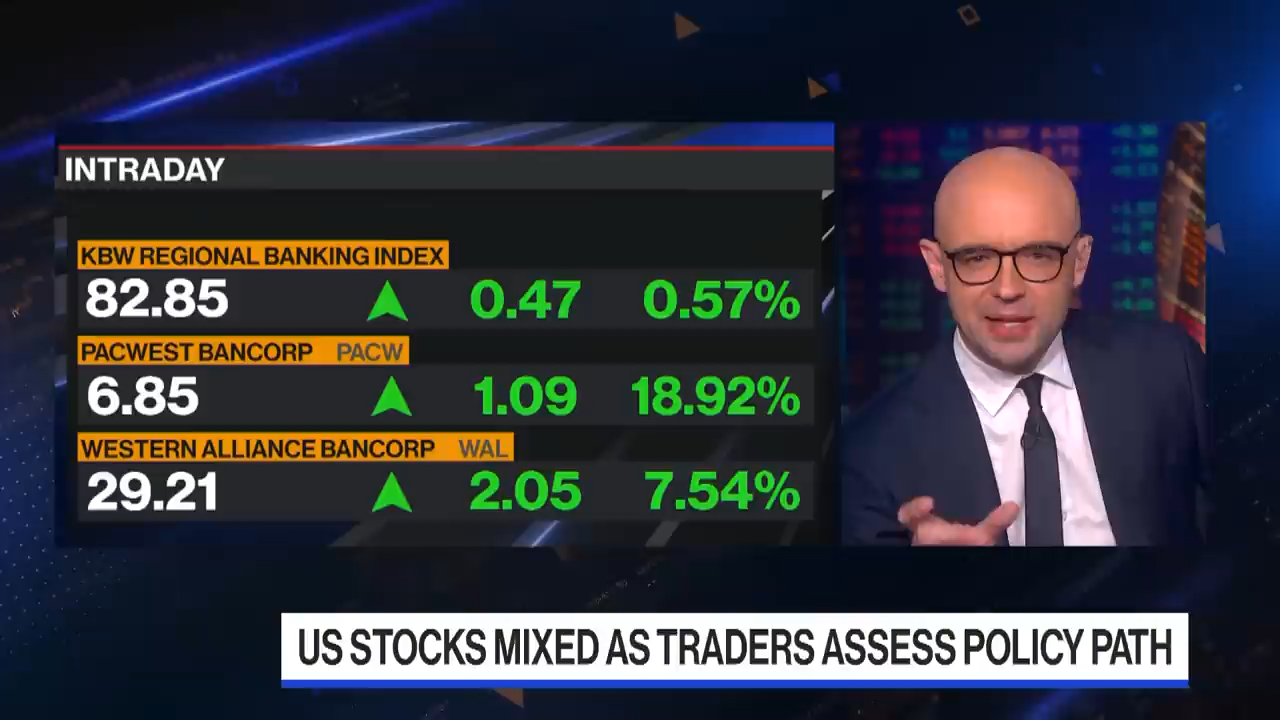 INTRADAY
KBW REGIONAL BANKING INDEX
82.85 ▲ 0.47 0.57%
PACWEST BANCORP PACW
6.85 ▲ 1.09 18.92%
WESTERN ALLIANCE BANCORP WAL
29.21 ▲ 2.05 7.54%
US STOCKS MIXED AS TRADERS ASSESS POLICY PATH